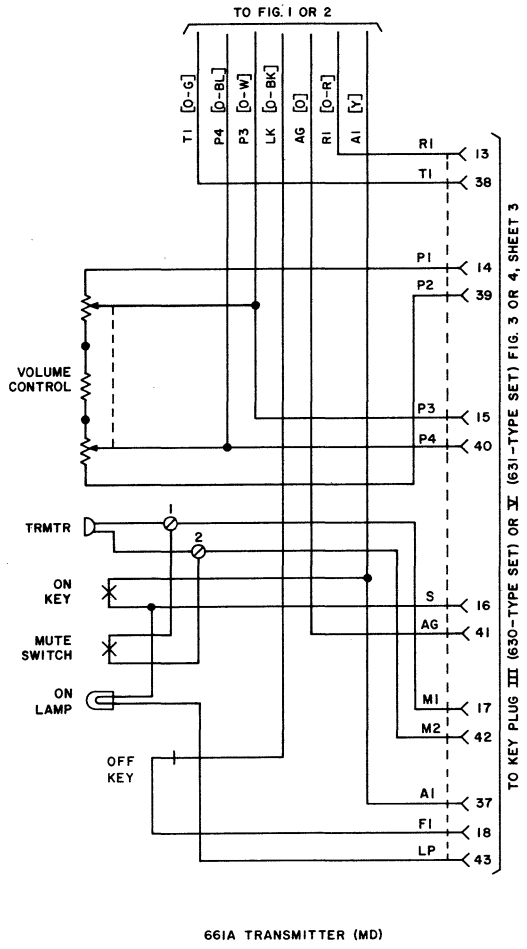 TO FIG. 1 OR 2
T1 [O-G]
P4 [O-BL]
P3 [O-W]
LK [O-BK]
AG [O]
R1 [O-R]
A1 [Y]
R1 13
T1 38
P1 14
P2 39
VOLUME
CONTROL
P3 15
P4 40
1
TRMTR
2
ON
KEY
S 16
AG 41
MUTE
SWITCH
ON
LAMP
M1 17
M2 42
OFF
KEY
A1 37
F1 18
LP 43
TO KEY PLUG III (630-TYPE SET) OR V (631-TYPE SET) FIG. 3 OR 4, SHEET 3
661A TRANSMITTER (MD)